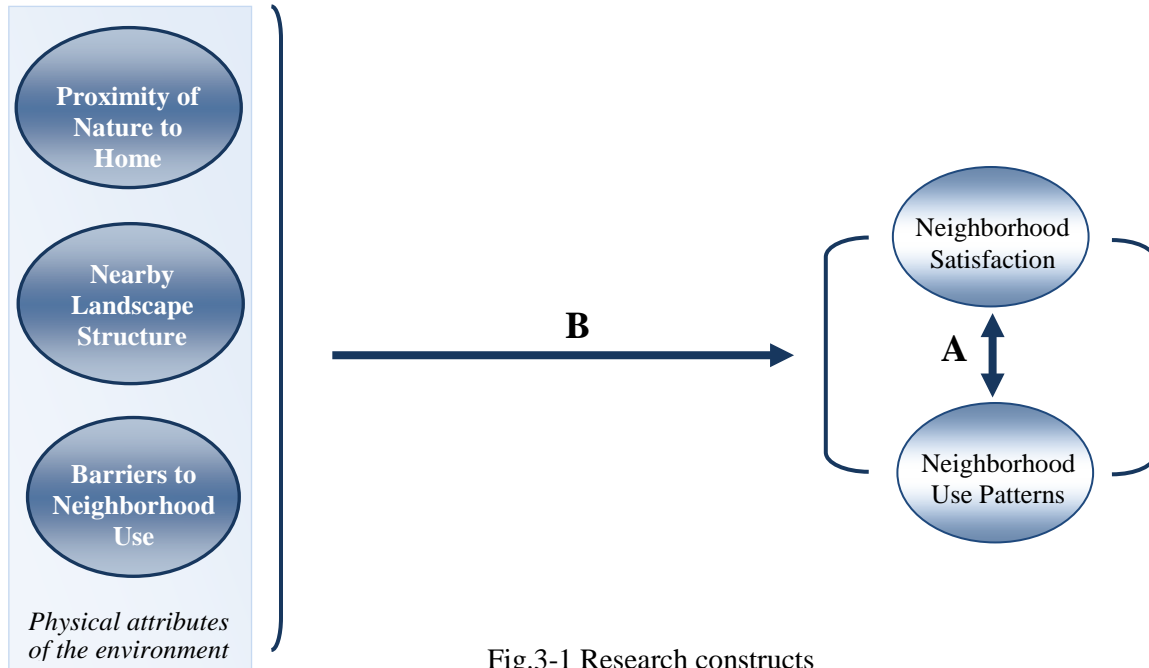 Proximity of
Nature to
Home
Nearby
Landscape
Structure
Barriers to
Neighborhood
Use
Physical attributes
of the environment
B
Neighborhood
Satisfaction
A
Neighborhood
Use Patterns
Fig.3-1 Research constructs